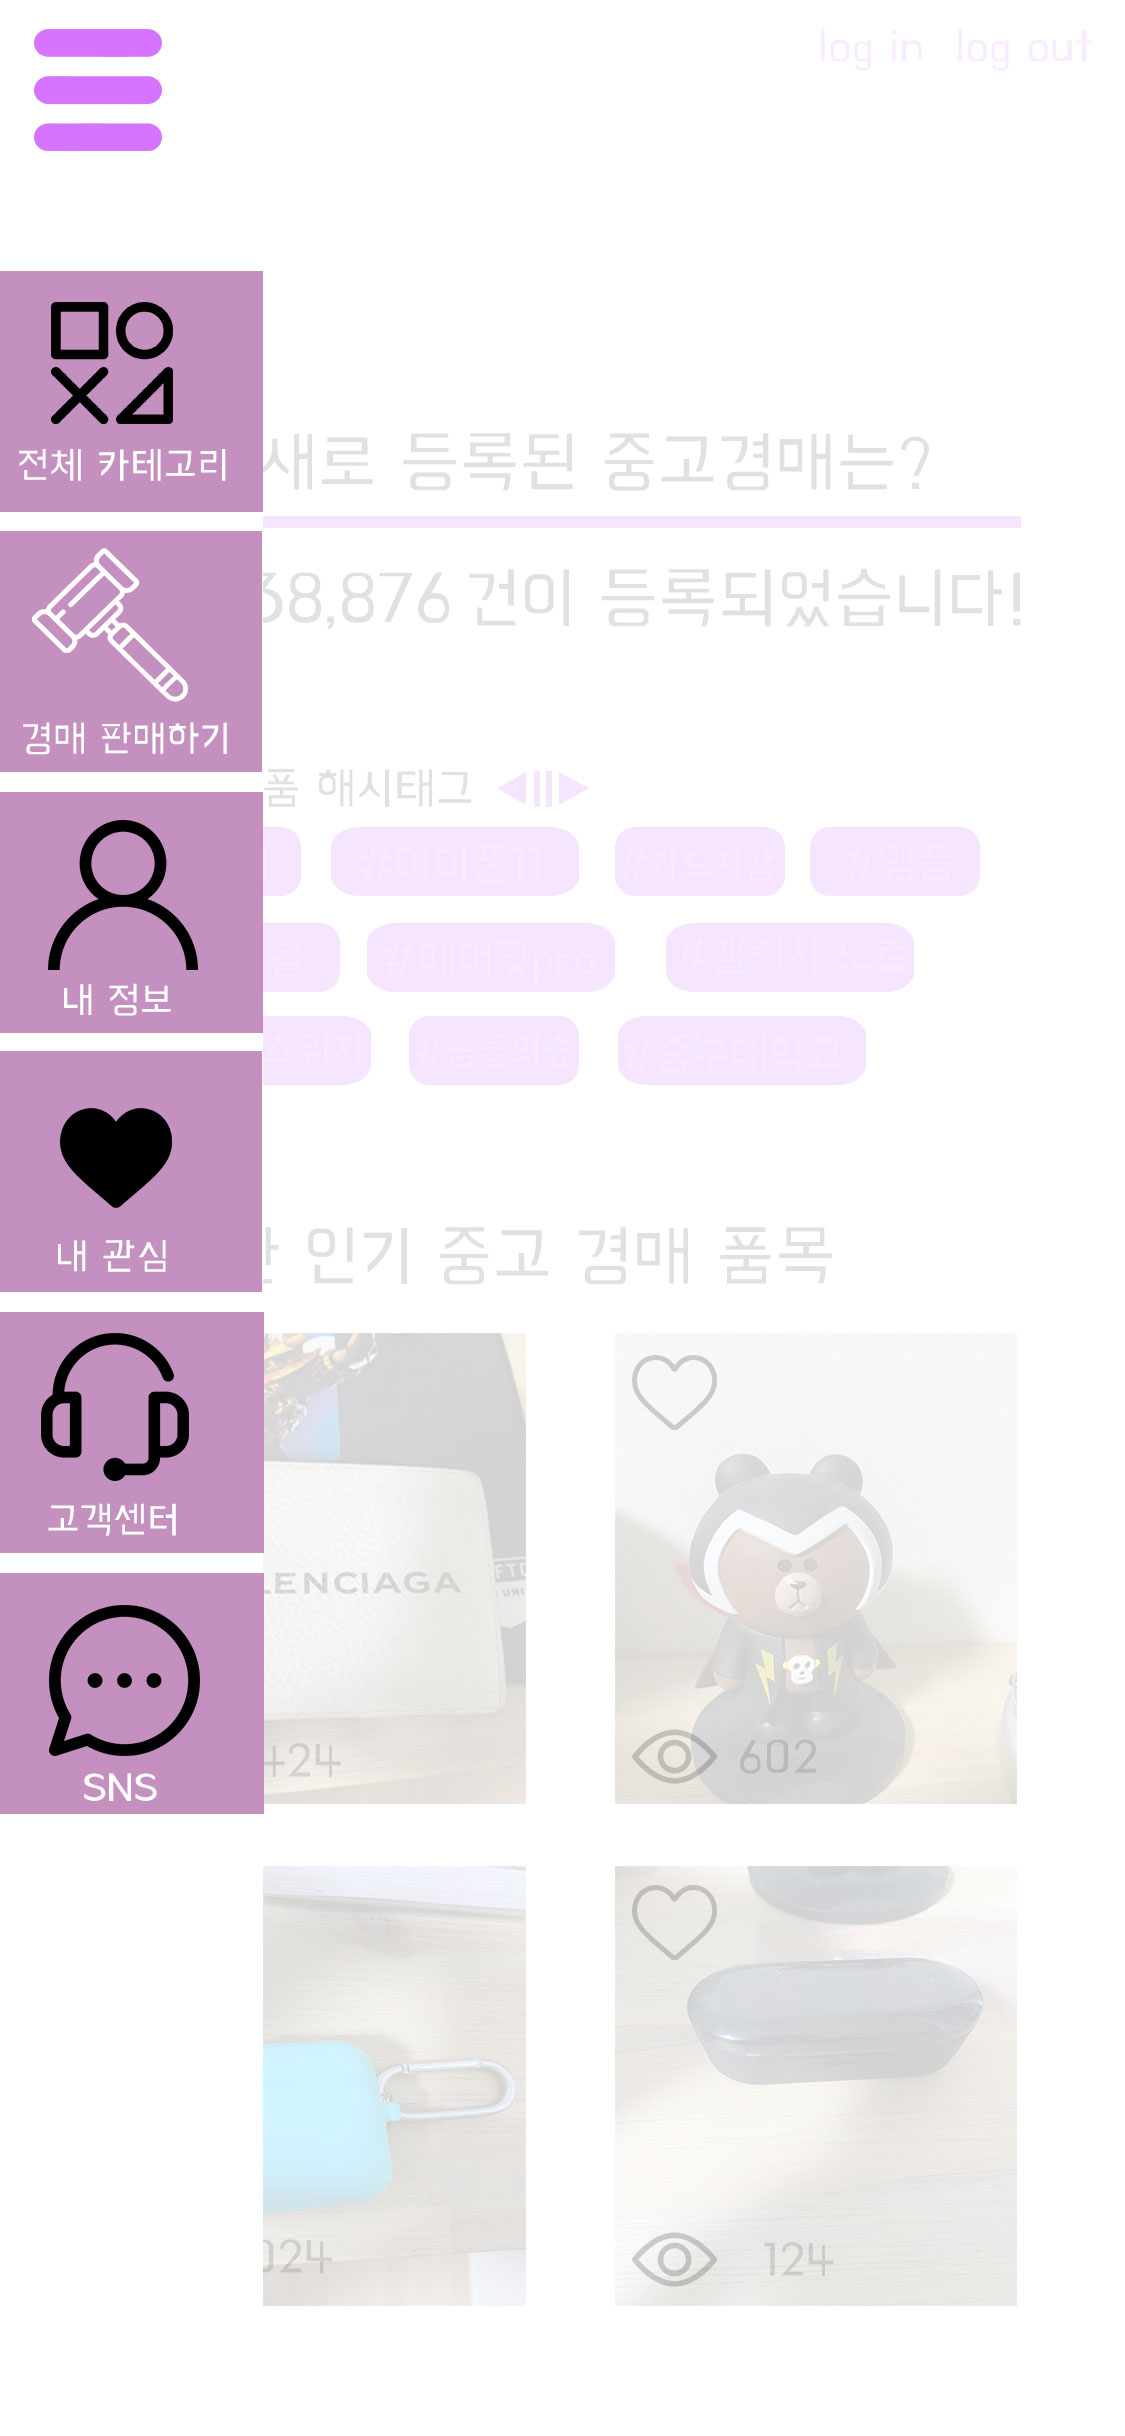 log in log out
전체 카테고리
새로 등록된 중고경매는?
경매 판매하기
38,876 건이 등록되었습니다!
품 해시태그
#아이폰11 #카드지갑 #명품
#에어팟pro #갤럭시 노트
내 정보
스위치 #동물의숲 #중부대학교
내 관심
인기 중고 경매 품목
고객센터
LENCIAGA
SNS
424
602
024
124